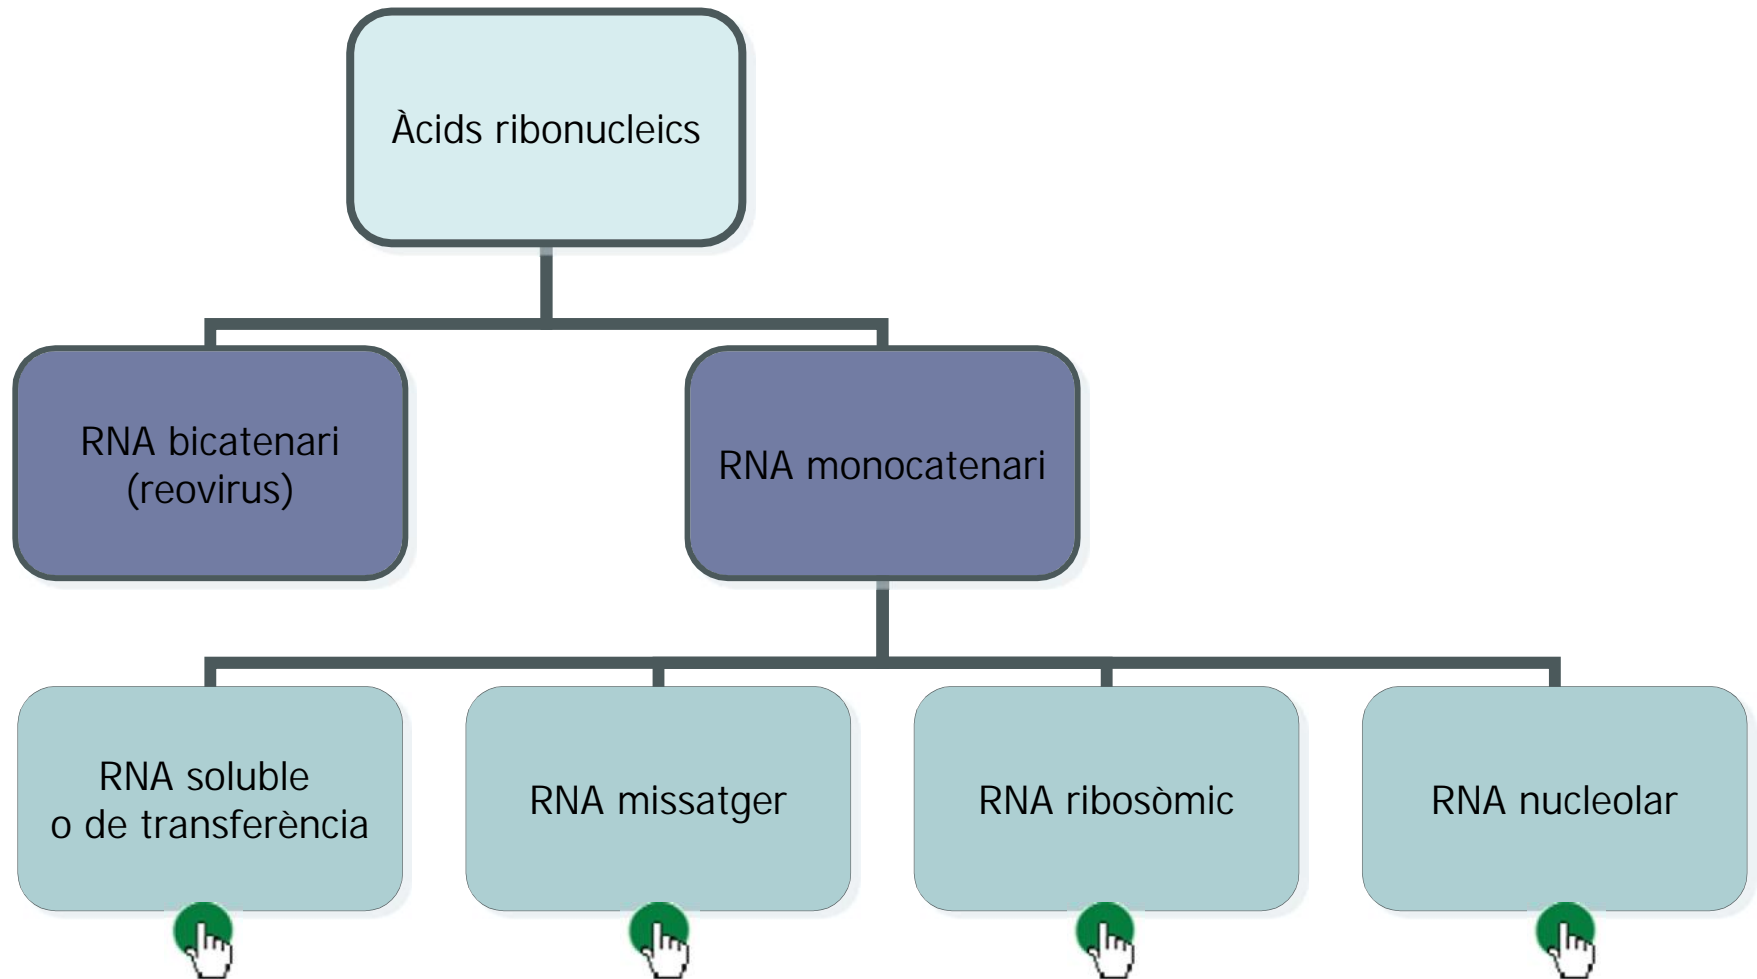 Àcids ribonucleics
RNA bicatenari
(reovirus)
RNA monocatenari
RNA soluble
o de transferència
RNA missatger
RNA ribosòmic
RNA nucleolar